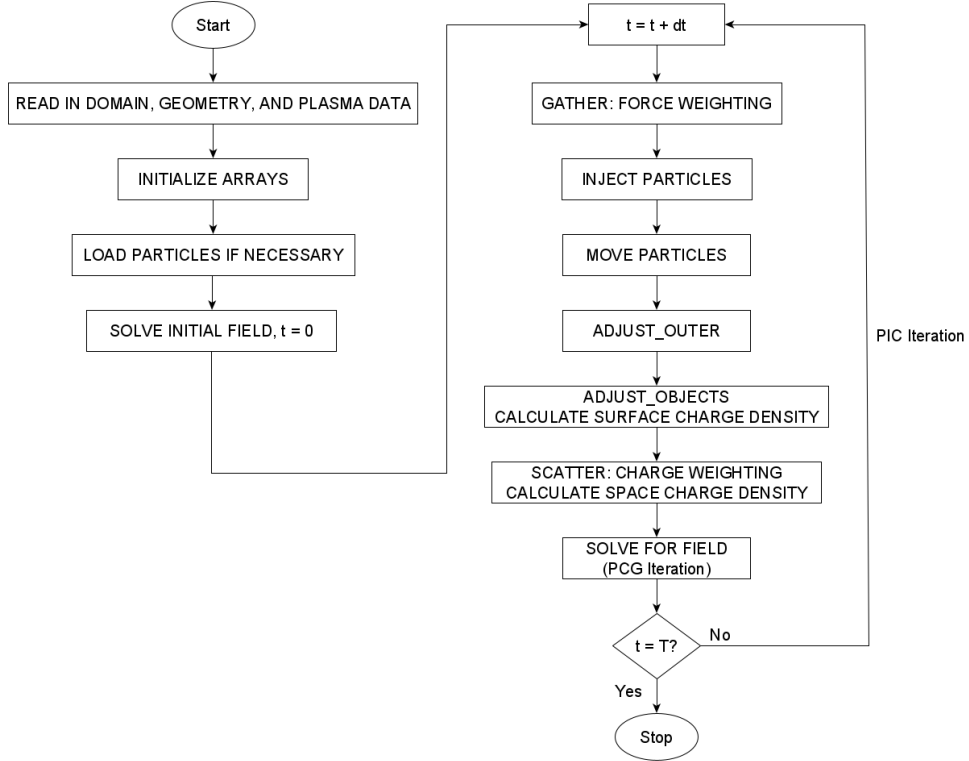 Start
READ IN DOMAIN, GEOMETRY, AND PLASMA DATA
INITIALIZE ARRAYS
LOAD PARTICLES IF NECESSARY
SOLVE INITIAL FIELD, t = 0
t = t + dt
GATHER: FORCE WEIGHTING
INJECT PARTICLES
MOVE PARTICLES
ADJUST_OUTER
PIC Iteration
ADJUST_OBJECTS
CALCULATE SURFACE CHARGE DENSITY
SCATTER: CHARGE WEIGHTING
CALCULATE SPACE CHARGE DENSITY
SOLVE FOR FIELD
(PCG Iteration)
t = T?
No
Yes
Stop